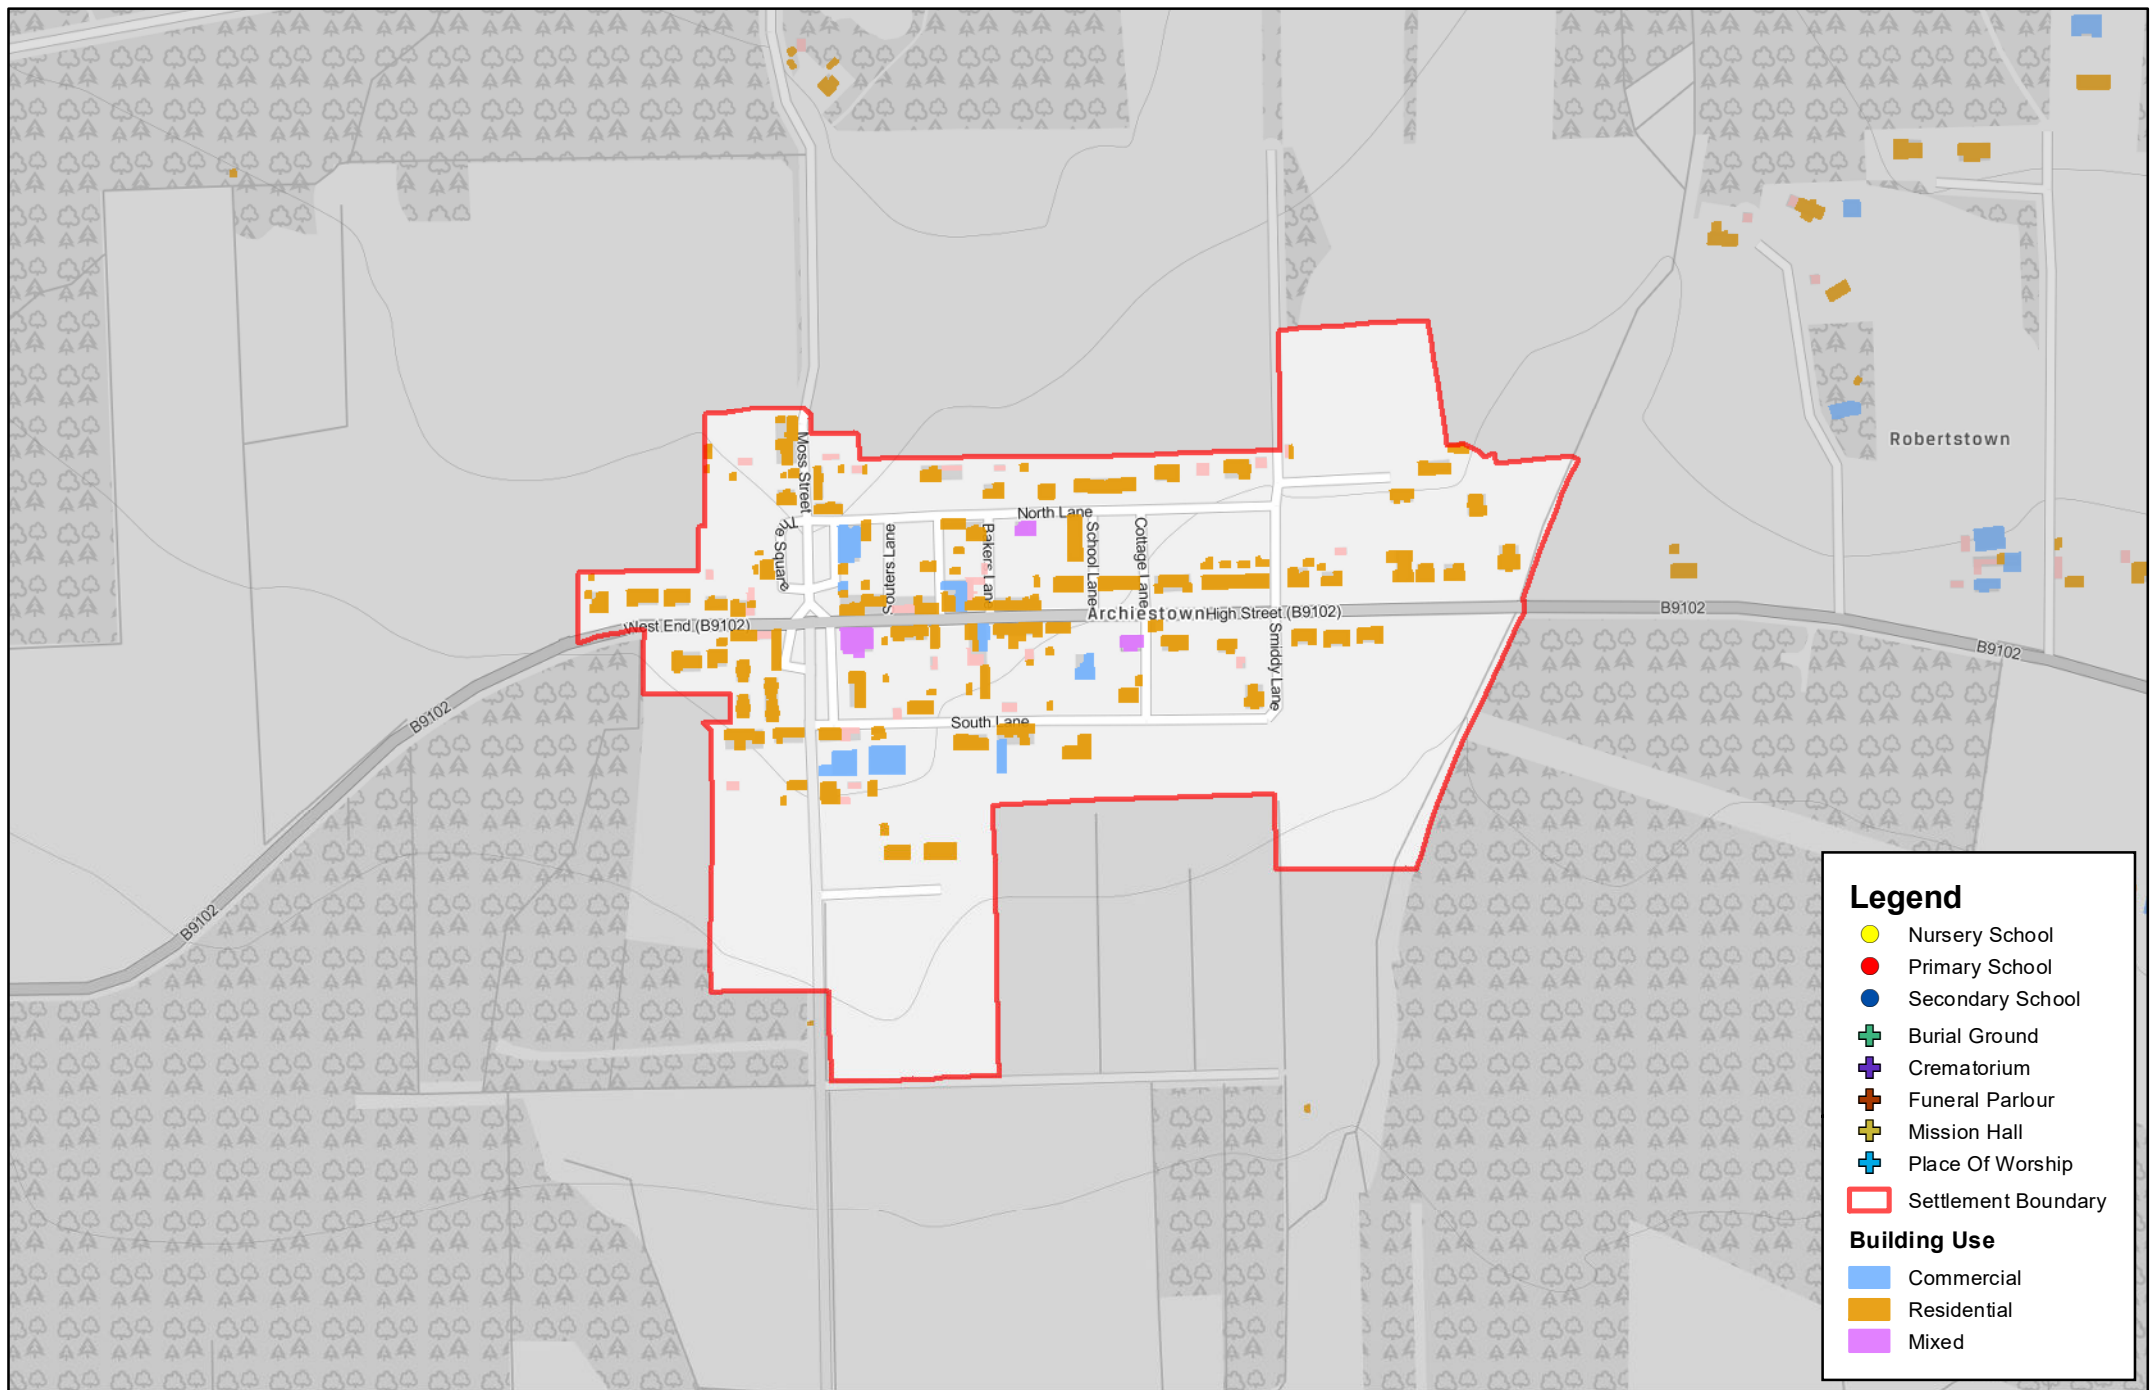 Robertstown
Moss Street
North Lane
The Square
Souters Lane
Bakers Lane
School Lane
Cottage Lane
Archiestown
High Street (B9102)
B9102
B9102
West End (B9102)
Smiddy Lane
South Lane
B9102
B9102
Legend
Nursery School
Primary School
Secondary School
Burial Ground
Crematorium
Funeral Parlour
Mission Hall
Place Of Worship
Settlement Boundary
Building Use
Commercial
Residential
Mixed